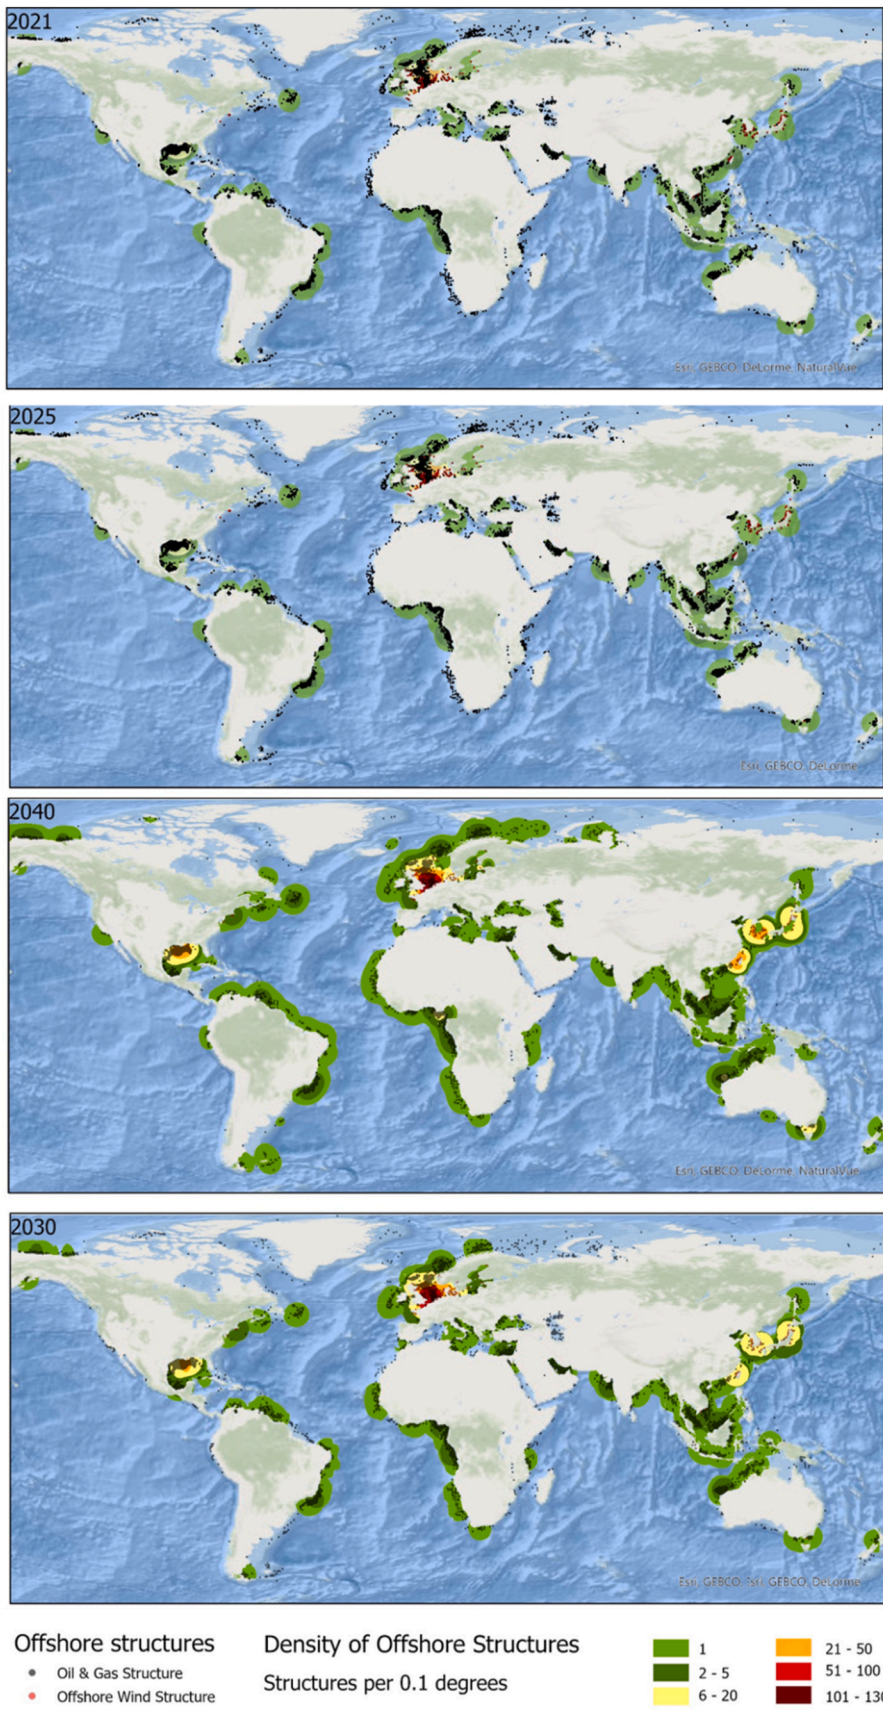 2021
Esri, GEBCO, DeLorme, NaturalVue
2025
Esri, GEBCO, DeLorme
2040
Esri, GEBCO, DeLorme, NaturalVue
2030
Esri, GEBCO, Esri, GEBCO, DeLorme
Offshore structures
Oil & Gas Structure
Offshore Wind Structure
Density of Offshore Structures
Structures per 0.1 degrees
1
2 - 5
6 - 20
21 - 50
51 - 100
101 - 130